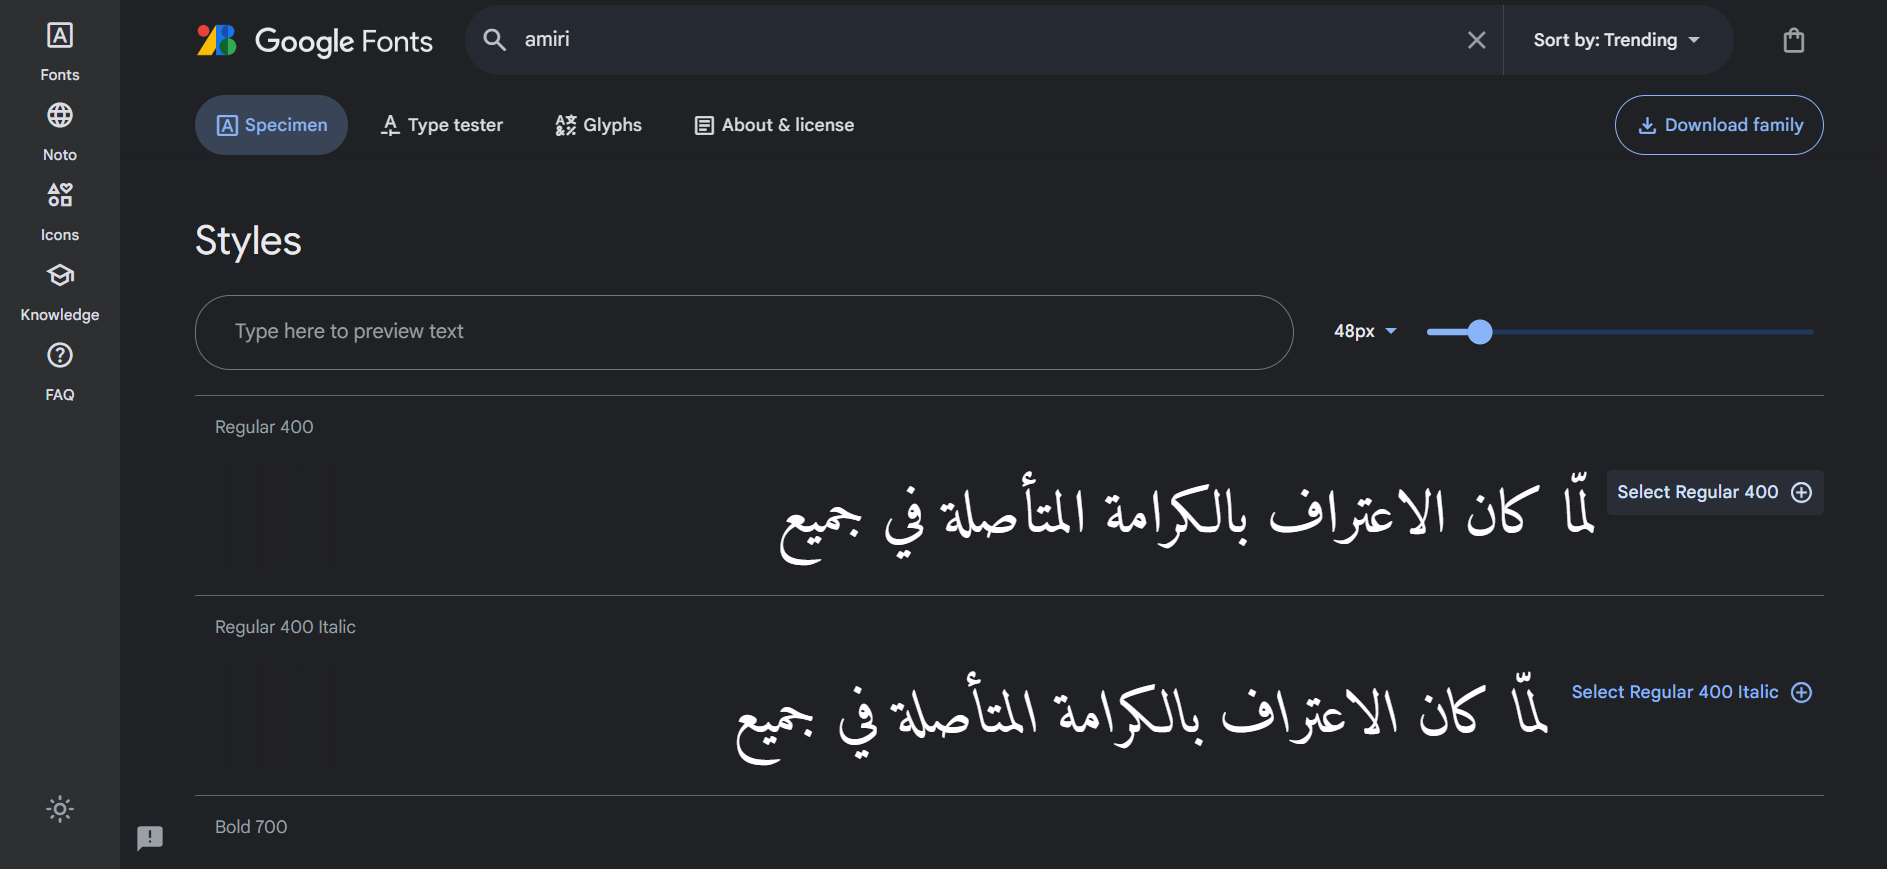 Fonts
Noto
Icons
Knowledge
FAQ
Google Fonts
amiri
Sort by: Trending
Specimen
Type tester
Glyphs
About & license
Download family
Styles
Type here to preview text
48px
Regular 400
لمّا كان الاعتراف بالكرامة المتأصلة في جميع
Select Regular 400
Regular 400 Italic
لمّا كان الاعتراف بالكرامة المتأصلة في جميع
Select Regular 400 Italic
Bold 700